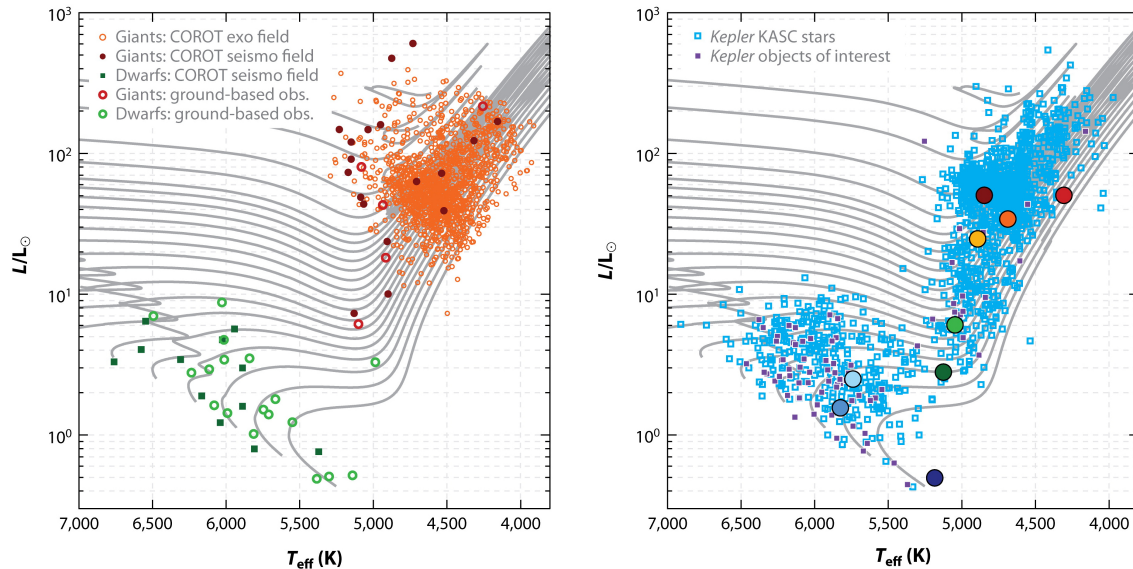 10³
10²
10¹
10⁰
L/L☉
Giants: COROT exo field
Giants: COROT seismo field
Dwarfs: COROT seismo field
Giants: ground-based obs.
Dwarfs: ground-based obs.
7,000 6,500 6,000 5,500 5,000 4,500 4,000
Teff (K)
10³
10²
10¹
10⁰
L/L☉
Kepler KASC stars
Kepler objects of interest
7,000 6,500 6,000 5,500 5,000 4,500 4,000
Teff (K)